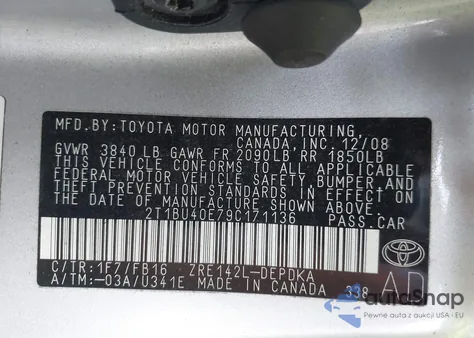 MFD.BY:TOYOTA MOTOR MANUFACTURING,
CANADA, INC. 12/08
GVWR 3840 LB GAWR FR 2090LB RR 1850LB
THIS VEHICLE CONFORMS TO ALL APPLICABLE
FEDERAL MOTOR VEHICLE SAFETY, BUMPER, AND
THEFT PREVENTION STANDARDS IN EFFECT ON
THE DATE OF MANUFACTURE SHOWN ABOVE.
2T1BU40E79C171136 PASS.CAR
C/TR:1F7/FB16 ZRE142L-DEPDKA
A/TM:-03A/U341E MADE IN CANADA 338
TOYOTA
AD
autoSnap
Pewne auta z aukcji USA i EU